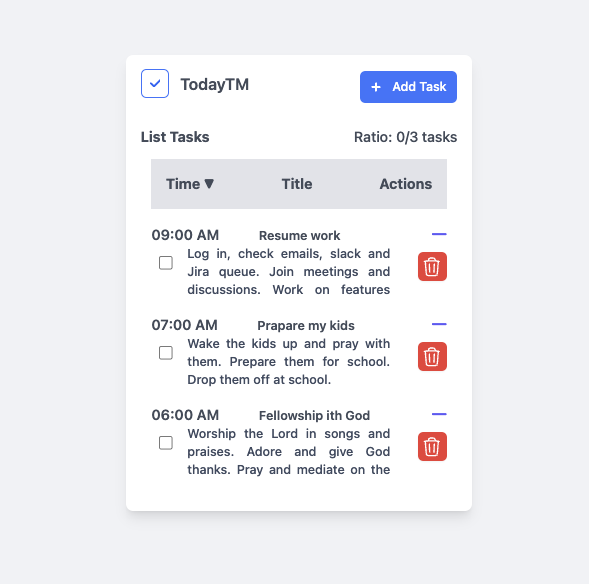 TodayTM
+ Add Task
List Tasks
Ratio: 0/3 tasks
Time ▼ Title Actions
09:00 AM Resume work
Log in, check emails, slack and
Jira queue. Join meetings and
discussions. Work on features
07:00 AM Prapare my kids
Wake the kids up and pray with
them. Prepare them for school.
Drop them off at school.
06:00 AM Fellowship ith God
Worship the Lord in songs and
praises. Adore and give God
thanks. Pray and mediate on the